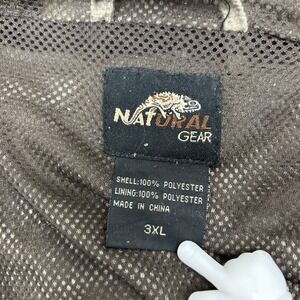 NATURAL
GEAR
SHELL:100% POLYESTER
LINING:100% POLYESTER
MADE IN CHINA
3XL